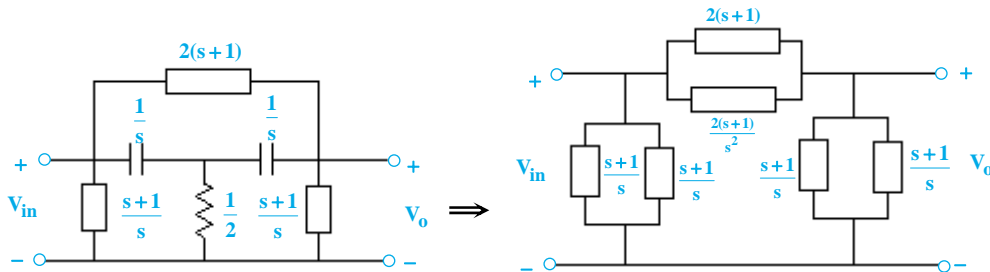 2(s+1)
1/s
1/s
+
+
V_in
s+1/s
1/2
s+1/s
V_o
−
−
⇒
2(s+1)
+
+
2(s+1)/s²
V_in
s+1/s
s+1/s
s+1/s
s+1/s
V_o
−
−